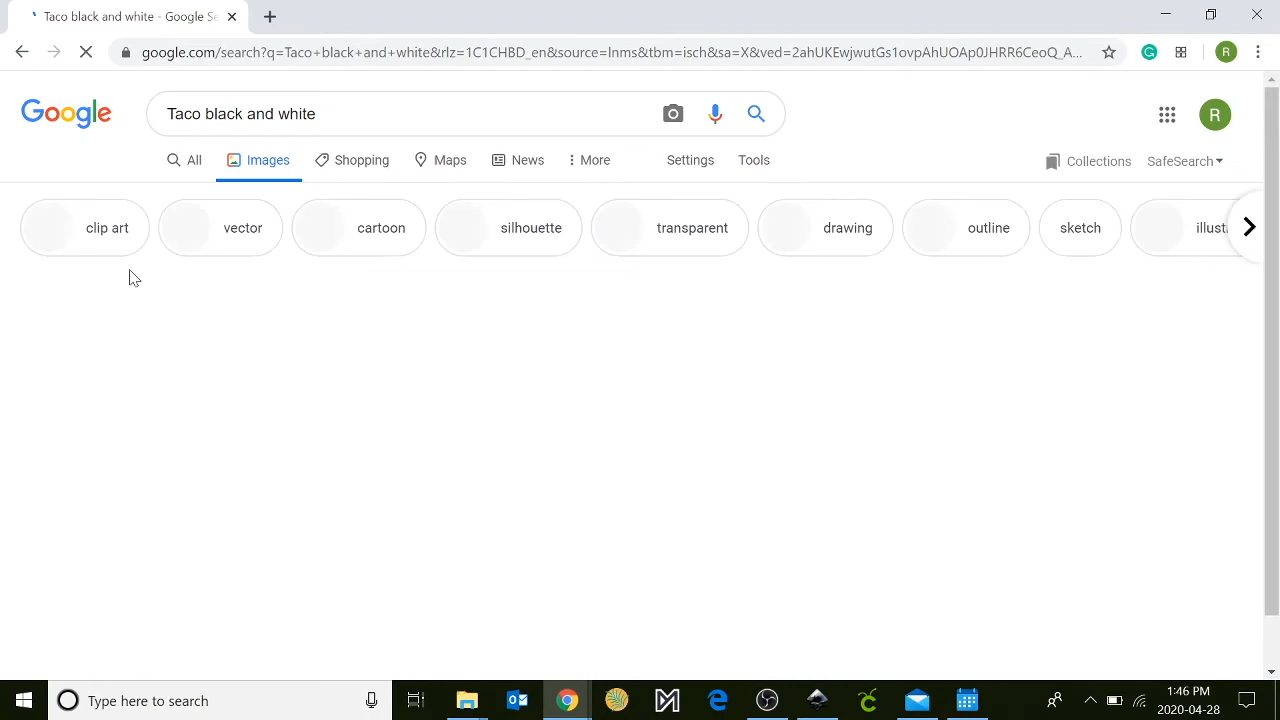 Taco black and white - Google Se
google.com/search?q=Taco+black+and+white&rlz=1C1CHBD_en&source=lnms&tbm=isch&sa=X&ved=2ahUKEwjwutGs1ovpAhUOAp0JHRR6CeoQ_A...
R
Google
Taco black and white
R
All
Images
Shopping
Maps
News
More
Settings
Tools
Collections
SafeSearch
clip art
vector
cartoon
silhouette
transparent
drawing
outline
sketch
illust
Type here to search
1:46 PM
2020-04-28